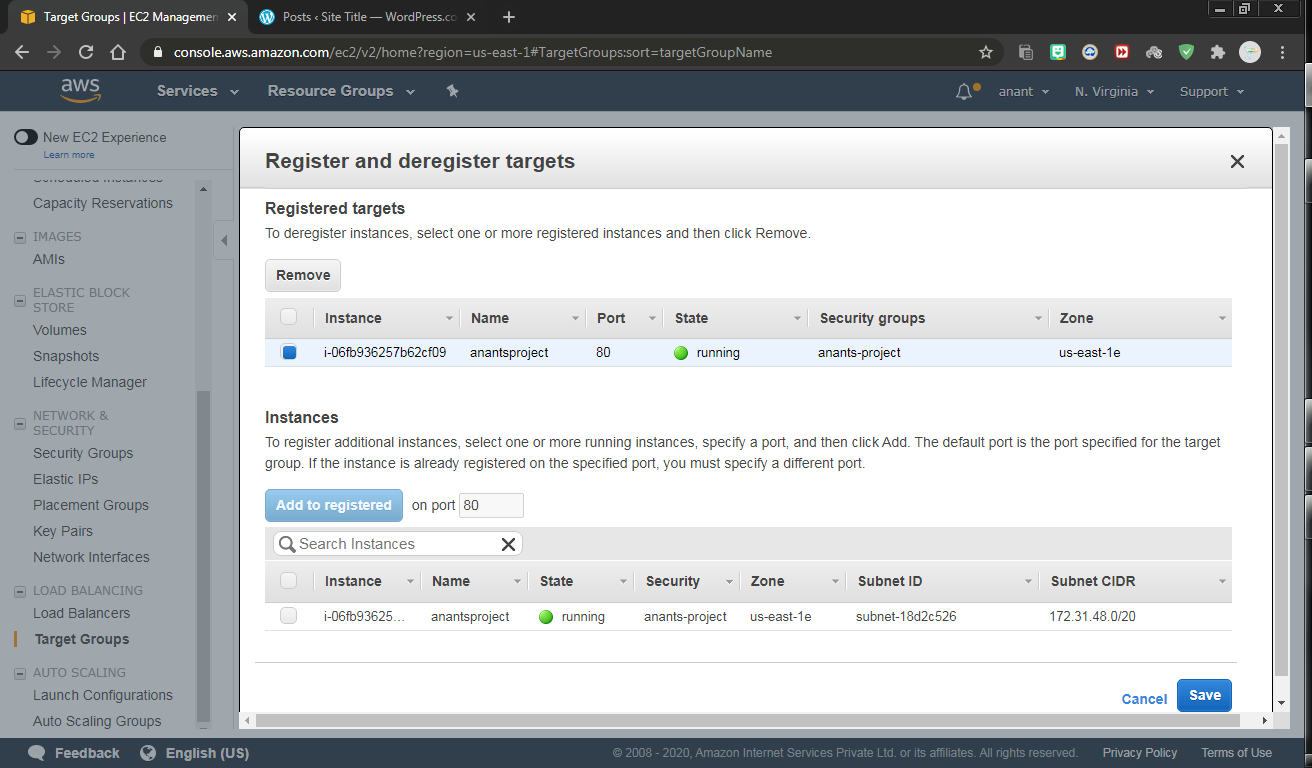 Target Groups | EC2 Managemen
Posts ‹ Site Title — WordPress.co
console.aws.amazon.com/ec2/v2/home?region=us-east-1#TargetGroups:sort=targetGroupName
aws
Services
Resource Groups
anant
N. Virginia
Support
New EC2 Experience
Learn more
Scheduled Instances
Capacity Reservations
IMAGES
AMIs
ELASTIC BLOCK
STORE
Volumes
Snapshots
Lifecycle Manager
NETWORK &
SECURITY
Security Groups
Elastic IPs
Placement Groups
Key Pairs
Network Interfaces
LOAD BALANCING
Load Balancers
Target Groups
AUTO SCALING
Launch Configurations
Auto Scaling Groups
Register and deregister targets
Registered targets
To deregister instances, select one or more registered instances and then click Remove.
Remove
Instance Name Port State Security groups Zone
i-06fb936257b62cf09 anantsproject 80 running anants-project us-east-1e
Instances
To register additional instances, select one or more running instances, specify a port, and then click Add. The default port is the port specified for the target
group. If the instance is already registered on the specified port, you must specify a different port.
Add to registered on port 80
Search Instances
Instance Name State Security Zone Subnet ID Subnet CIDR
i-06fb93625... anantsproject running anants-project us-east-1e subnet-18d2c526 172.31.48.0/20
Cancel Save
Feedback English (US) © 2008 - 2020, Amazon Internet Services Private Ltd. or its affiliates. All rights reserved. Privacy Policy Terms of Use